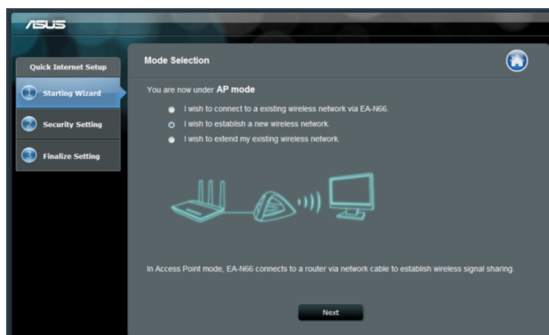 ASUS
Quick Internet Setup
1 Starting Wizard
2 Security Setting
3 Finalize Setting
Mode Selection
You are now under AP mode
I wish to connect to a existing wireless network via EA-N66.
I wish to establish a new wireless network.
I wish to extend my existing wireless network.
In Access Point mode, EA-N66 connects to a router via network cable to establish wireless signal sharing.
Next